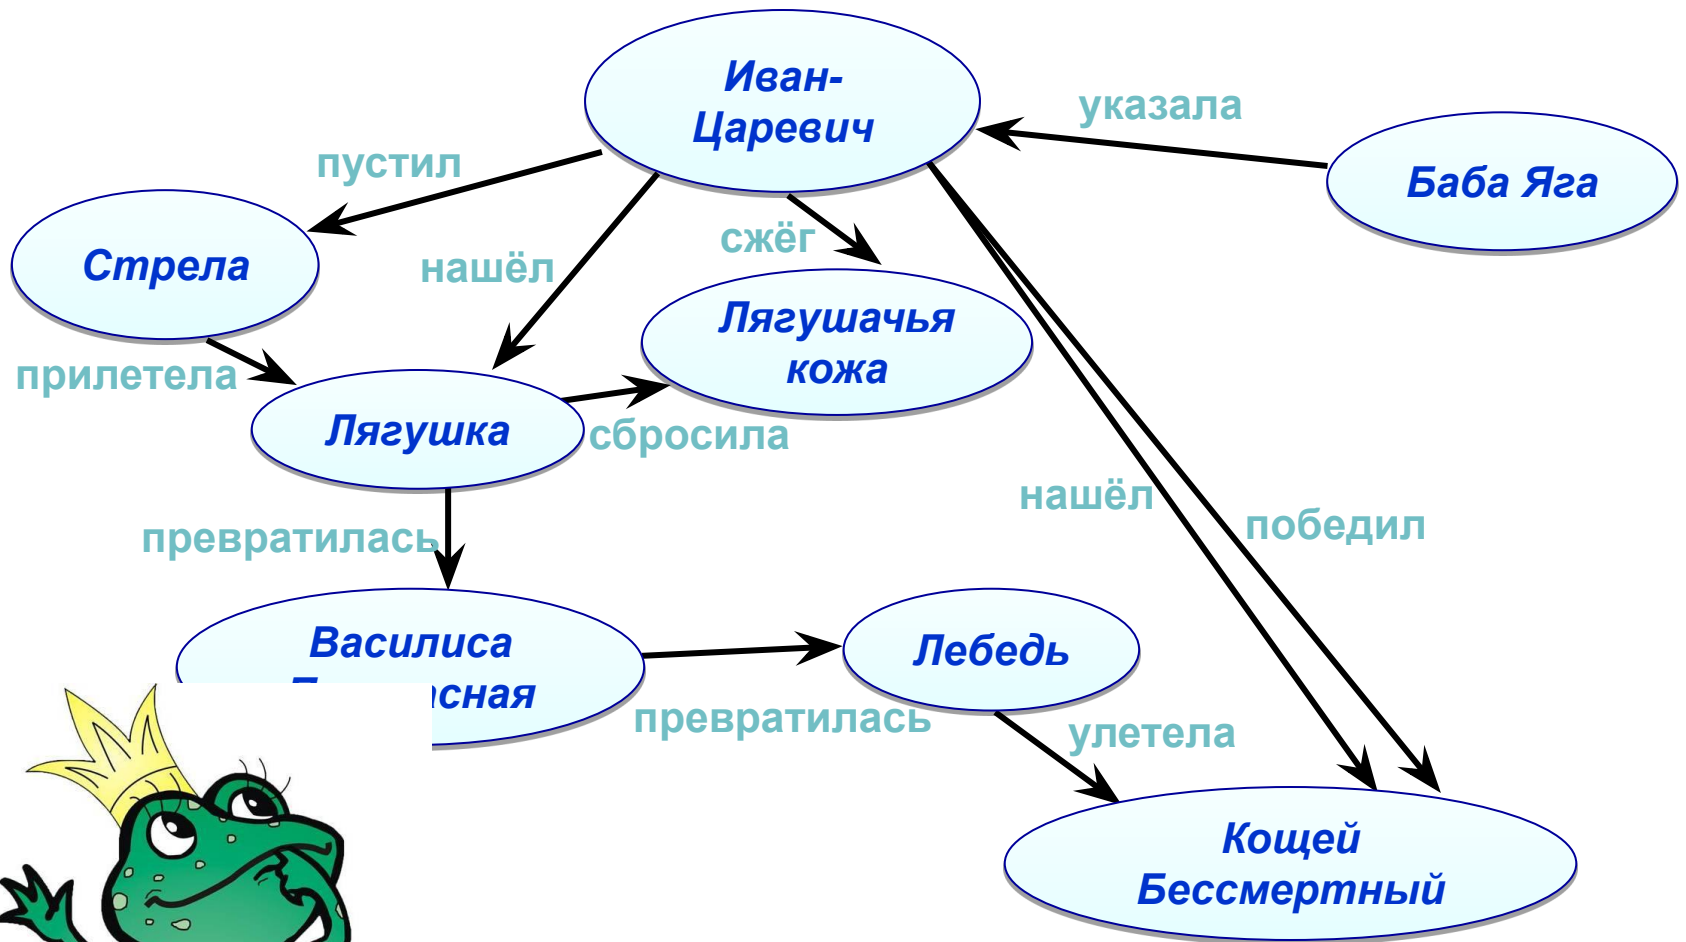 Иван-
Царевич
указала
Баба Яга
пустил
Стрела
нашёл
сжёг
Лягушачья
кожа
прилетела
Лягушка
сбросила
нашёл
победил
превратилась
Василиса
Лебедь
превратилась
улетела
Кощей
Бессмертный